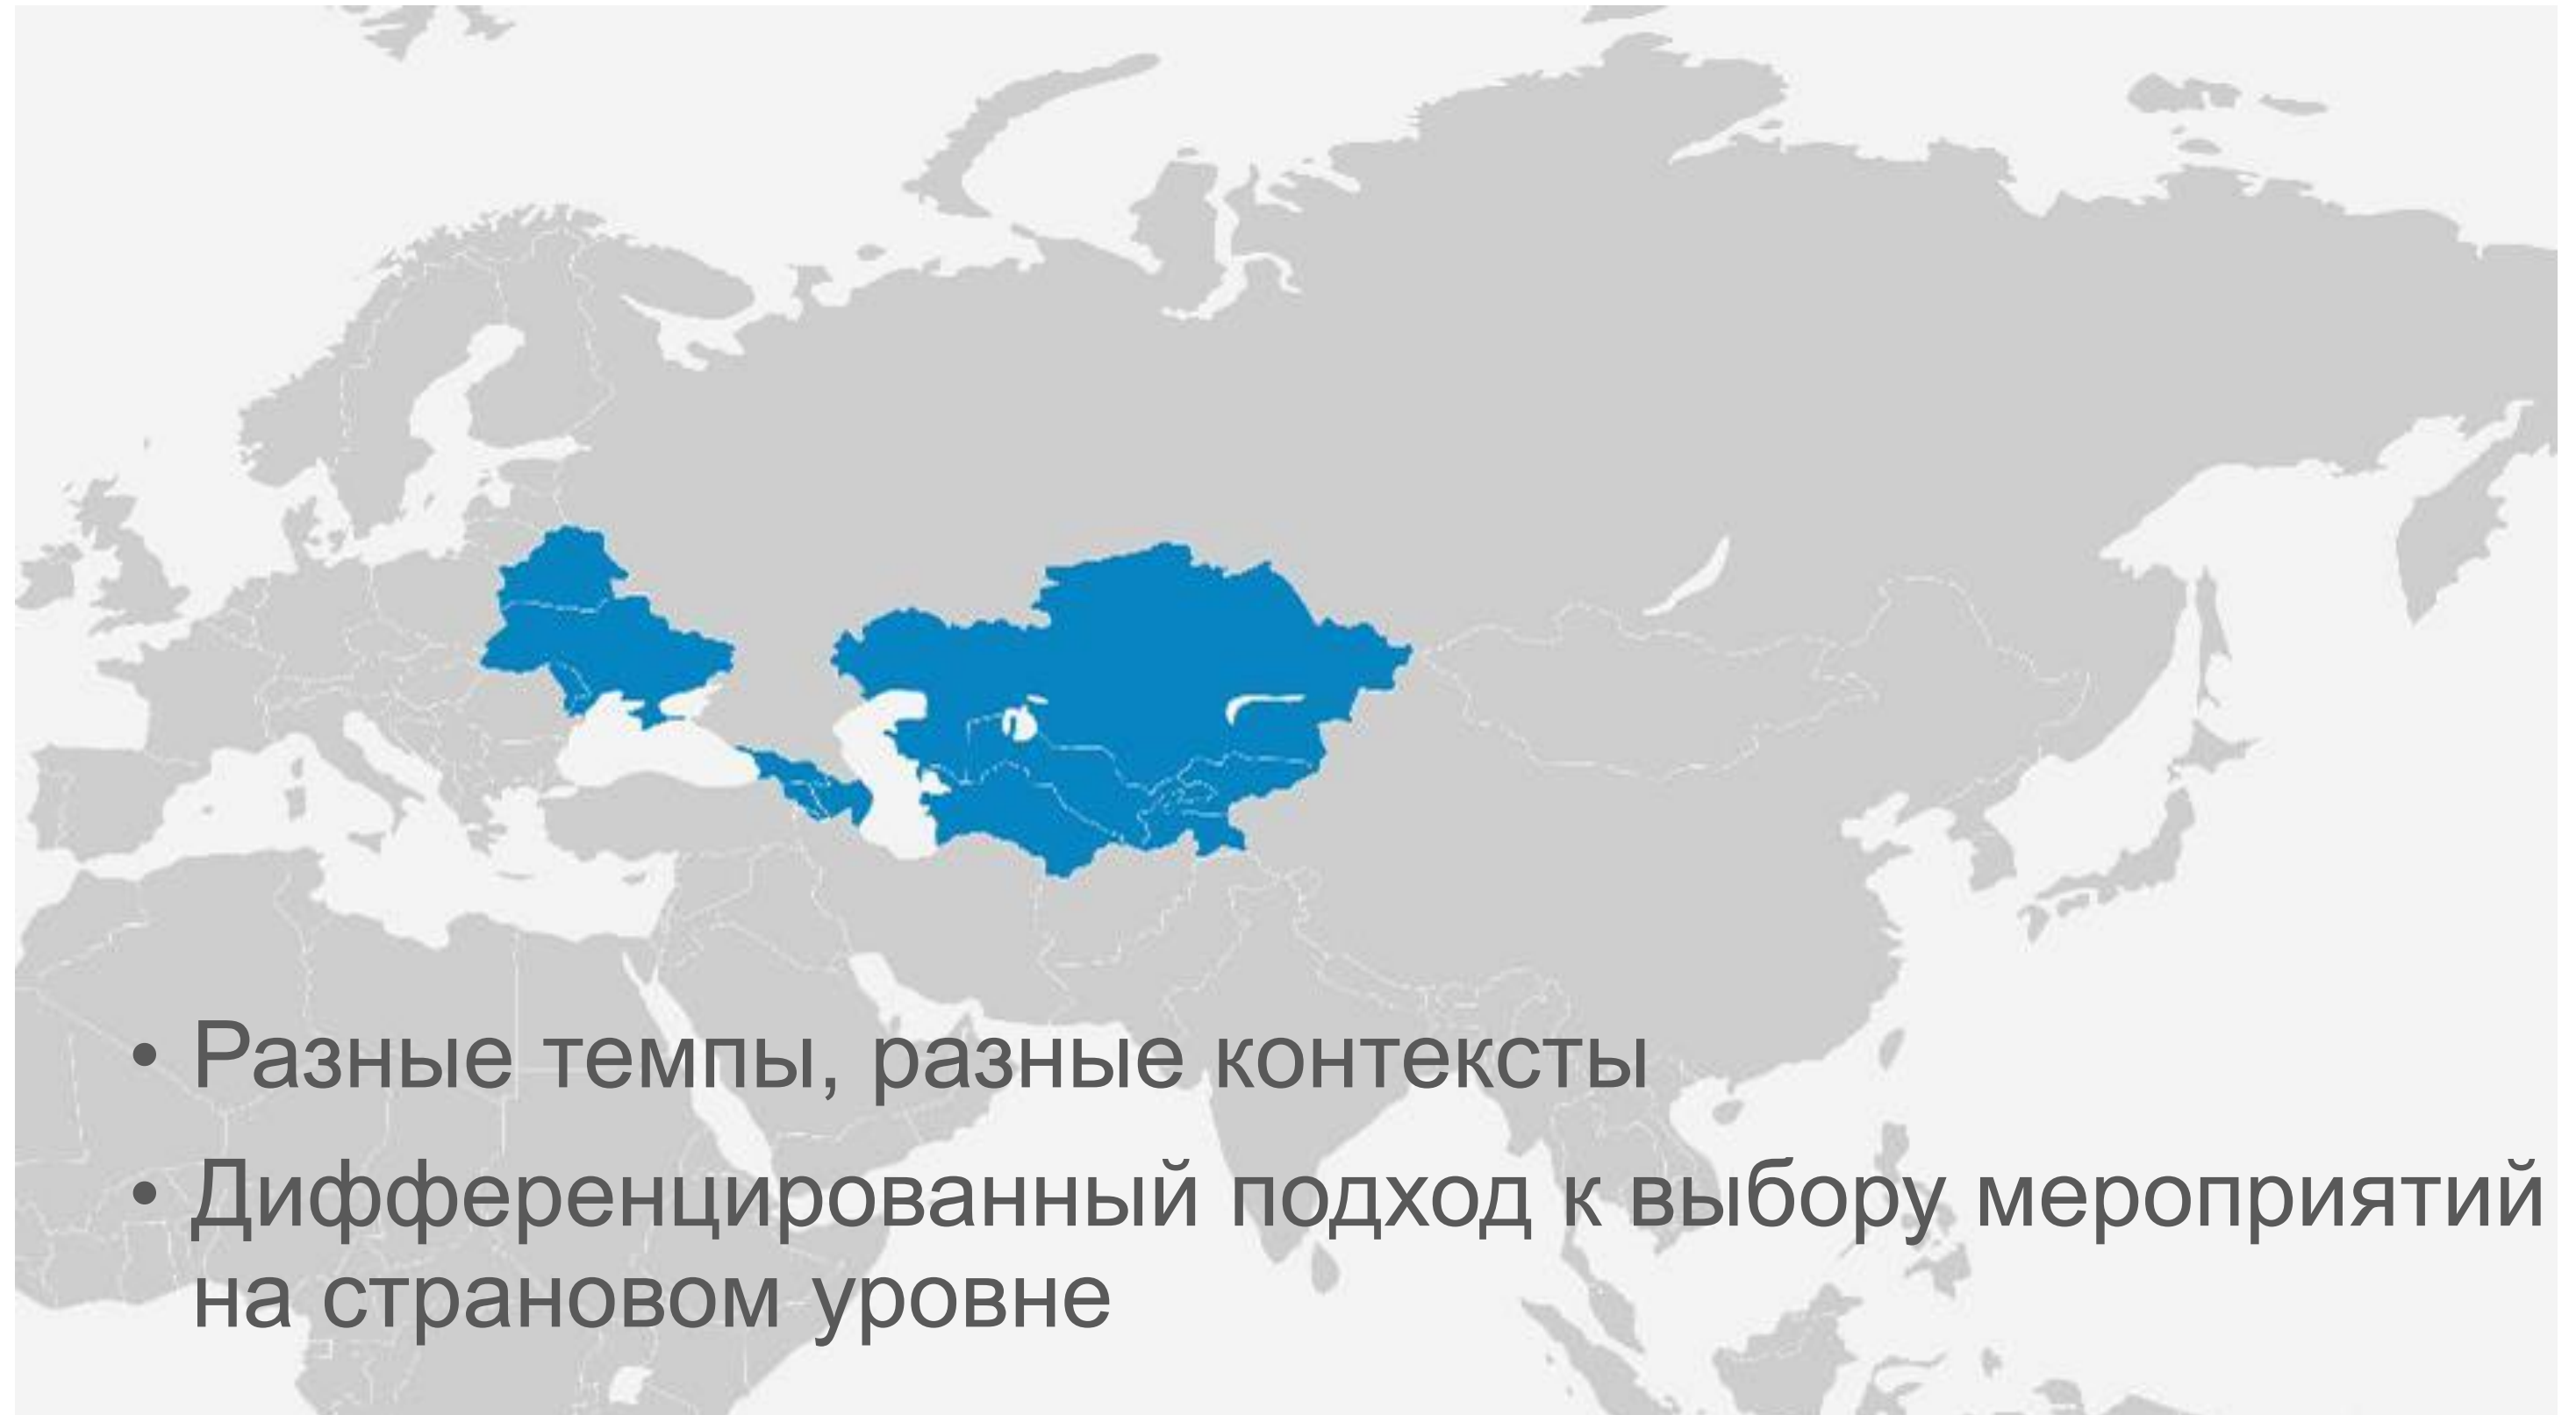 • Разные темпы, разные контексты
• Дифференцированный подход к выбору мероприятий
на страновом уровне